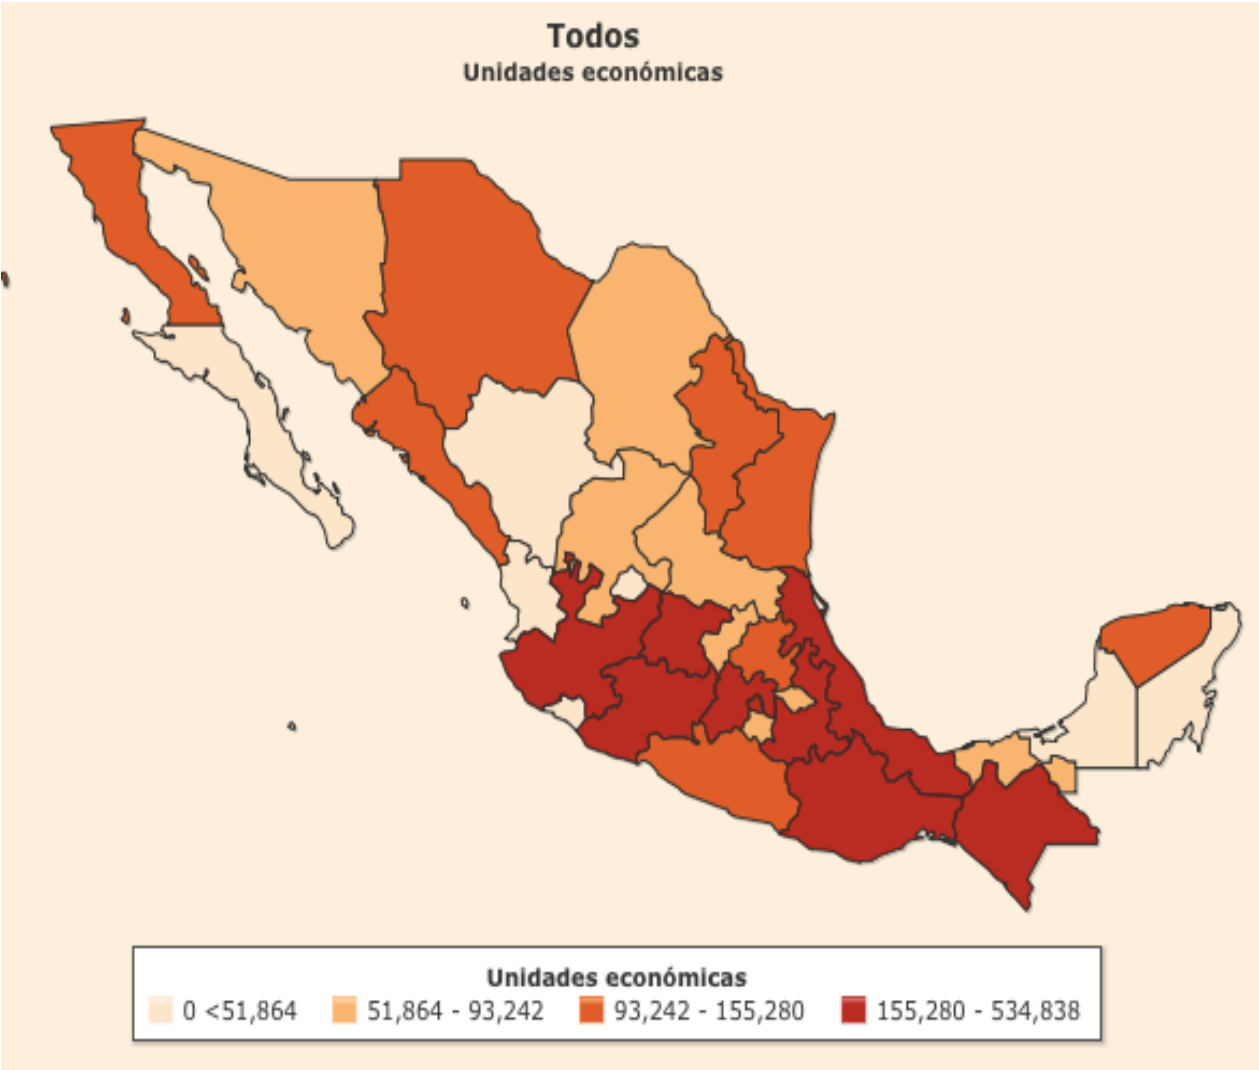 Todos
Unidades económicas
Unidades económicas
0 <51,864 51,864 - 93,242 93,242 - 155,280 155,280 - 534,838